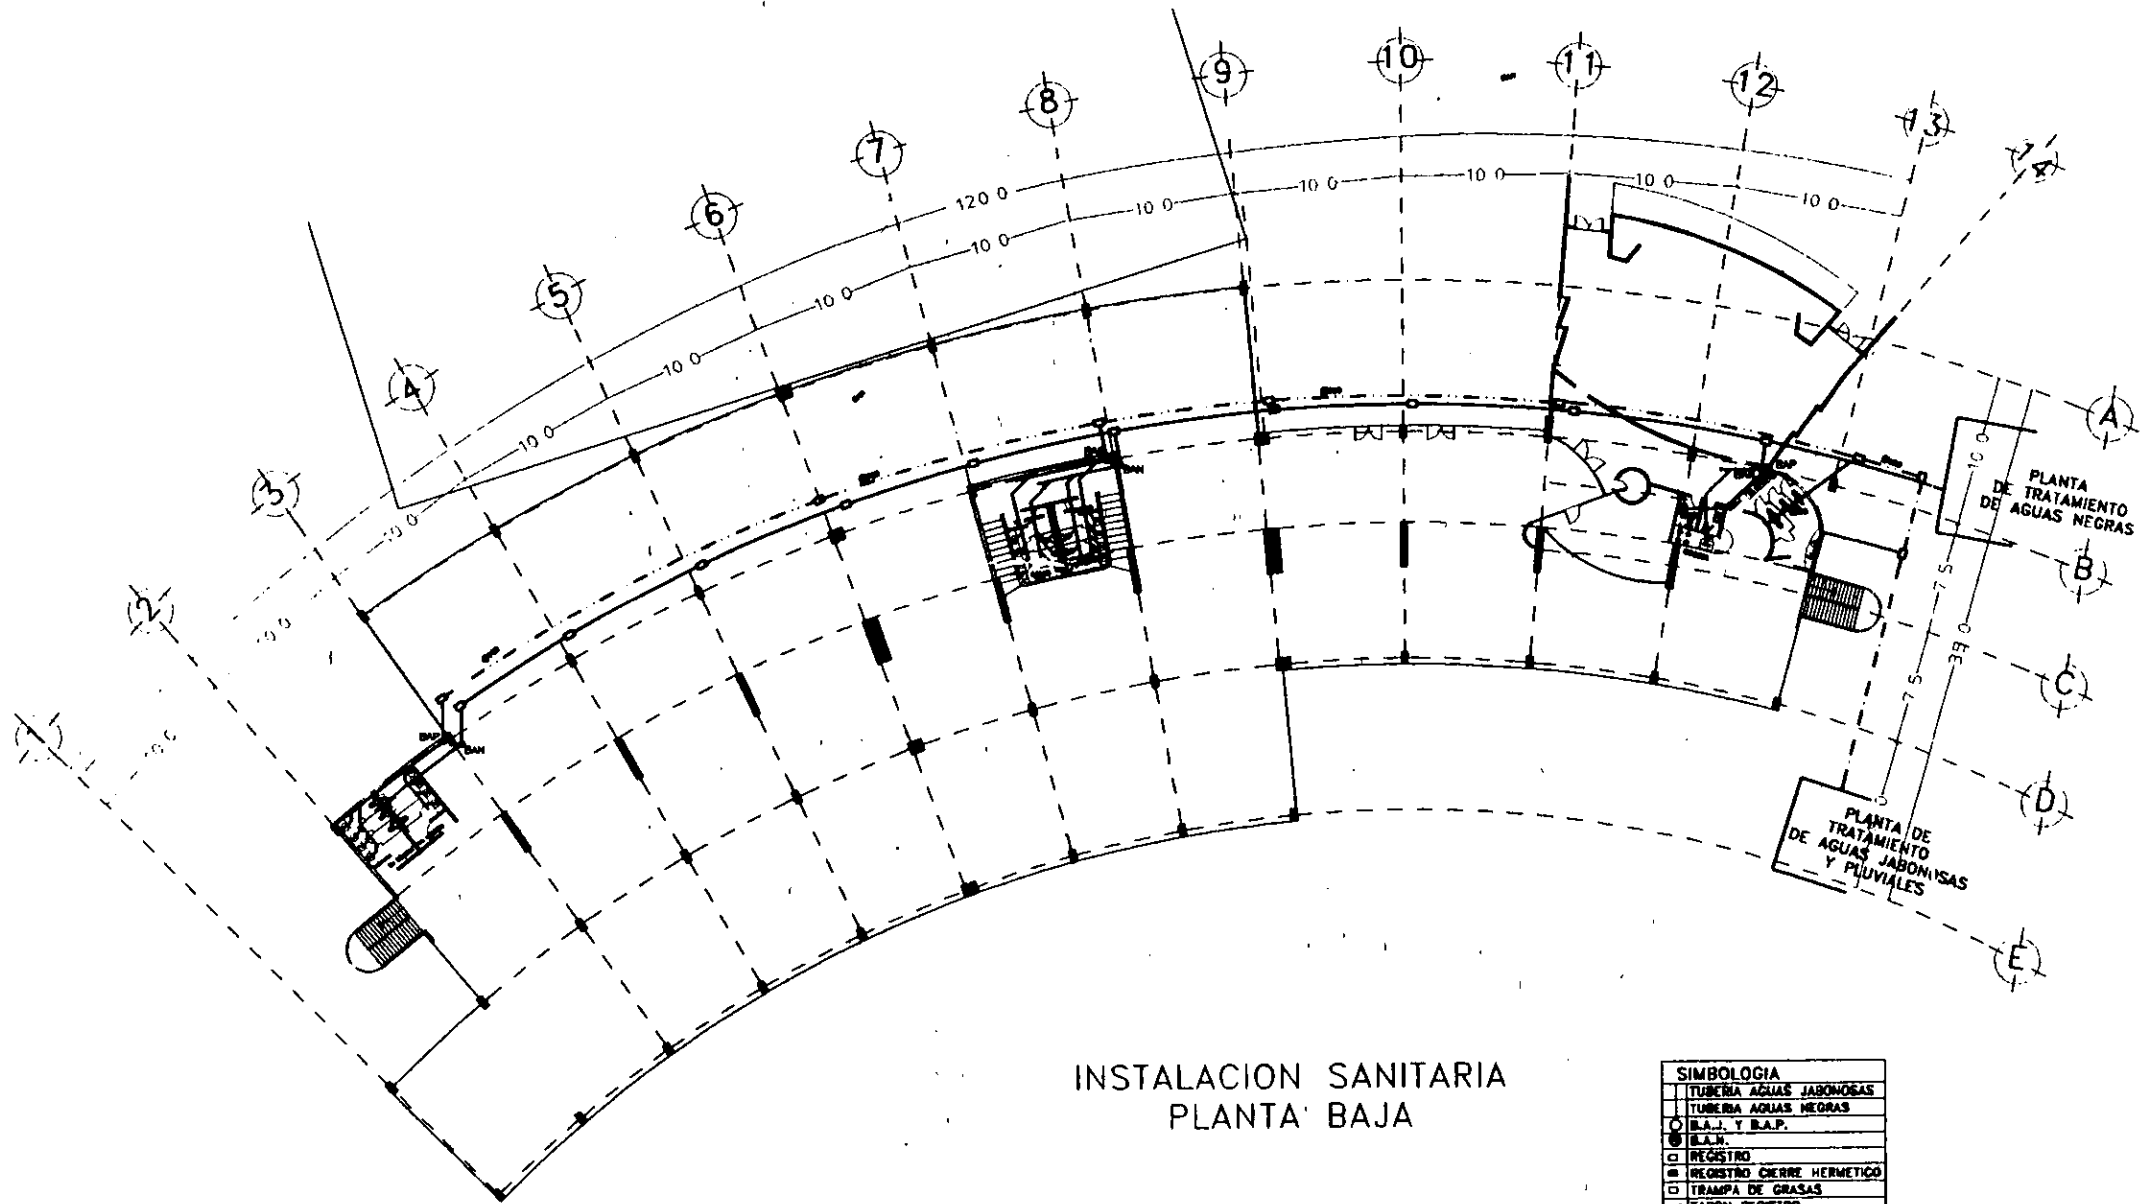 1
2
3
4
5
6
7
8
9
10
11
12
13
120 0
10 0
10 0
10 0
10 0
10 0
10 0
10 0
10 0
10 0
10 0
A
B
C
D
E
10 0
7 5
7 5
39 0
BAP
BAN
BAN
BAP
PLANTA
DE TRATAMIENTO
DE AGUAS NEGRAS
PLANTA DE
TRATAMIENTO
DE AGUAS JABONOSAS
Y PLUVIALES
INSTALACION SANITARIA
PLANTA BAJA
SIMBOLOGIA
TUBERIA AGUAS JABONOSAS
TUBERIA AGUAS NEGRAS
B.A.J. Y B.A.P.
B.A.N.
REGISTRO
REGISTRO CIERRE HERMETICO
TRAMPA DE GRASAS